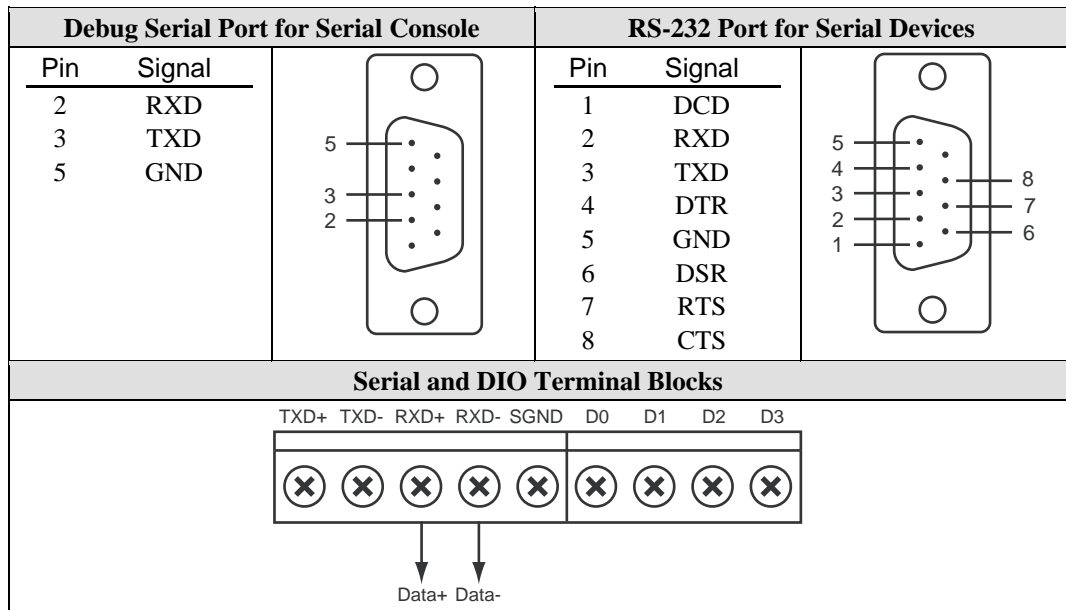 Debug Serial Port for Serial Console
Pin Signal
2 RXD
3 TXD
5 GND
5
3
2
RS-232 Port for Serial Devices
Pin Signal
1 DCD
2 RXD
3 TXD
4 DTR
5 GND
6 DSR
7 RTS
8 CTS
5
4
3
2
1
8
7
6
Serial and DIO Terminal Blocks
TXD+ TXD- RXD+ RXD- SGND D0 D1 D2 D3
Data+ Data-